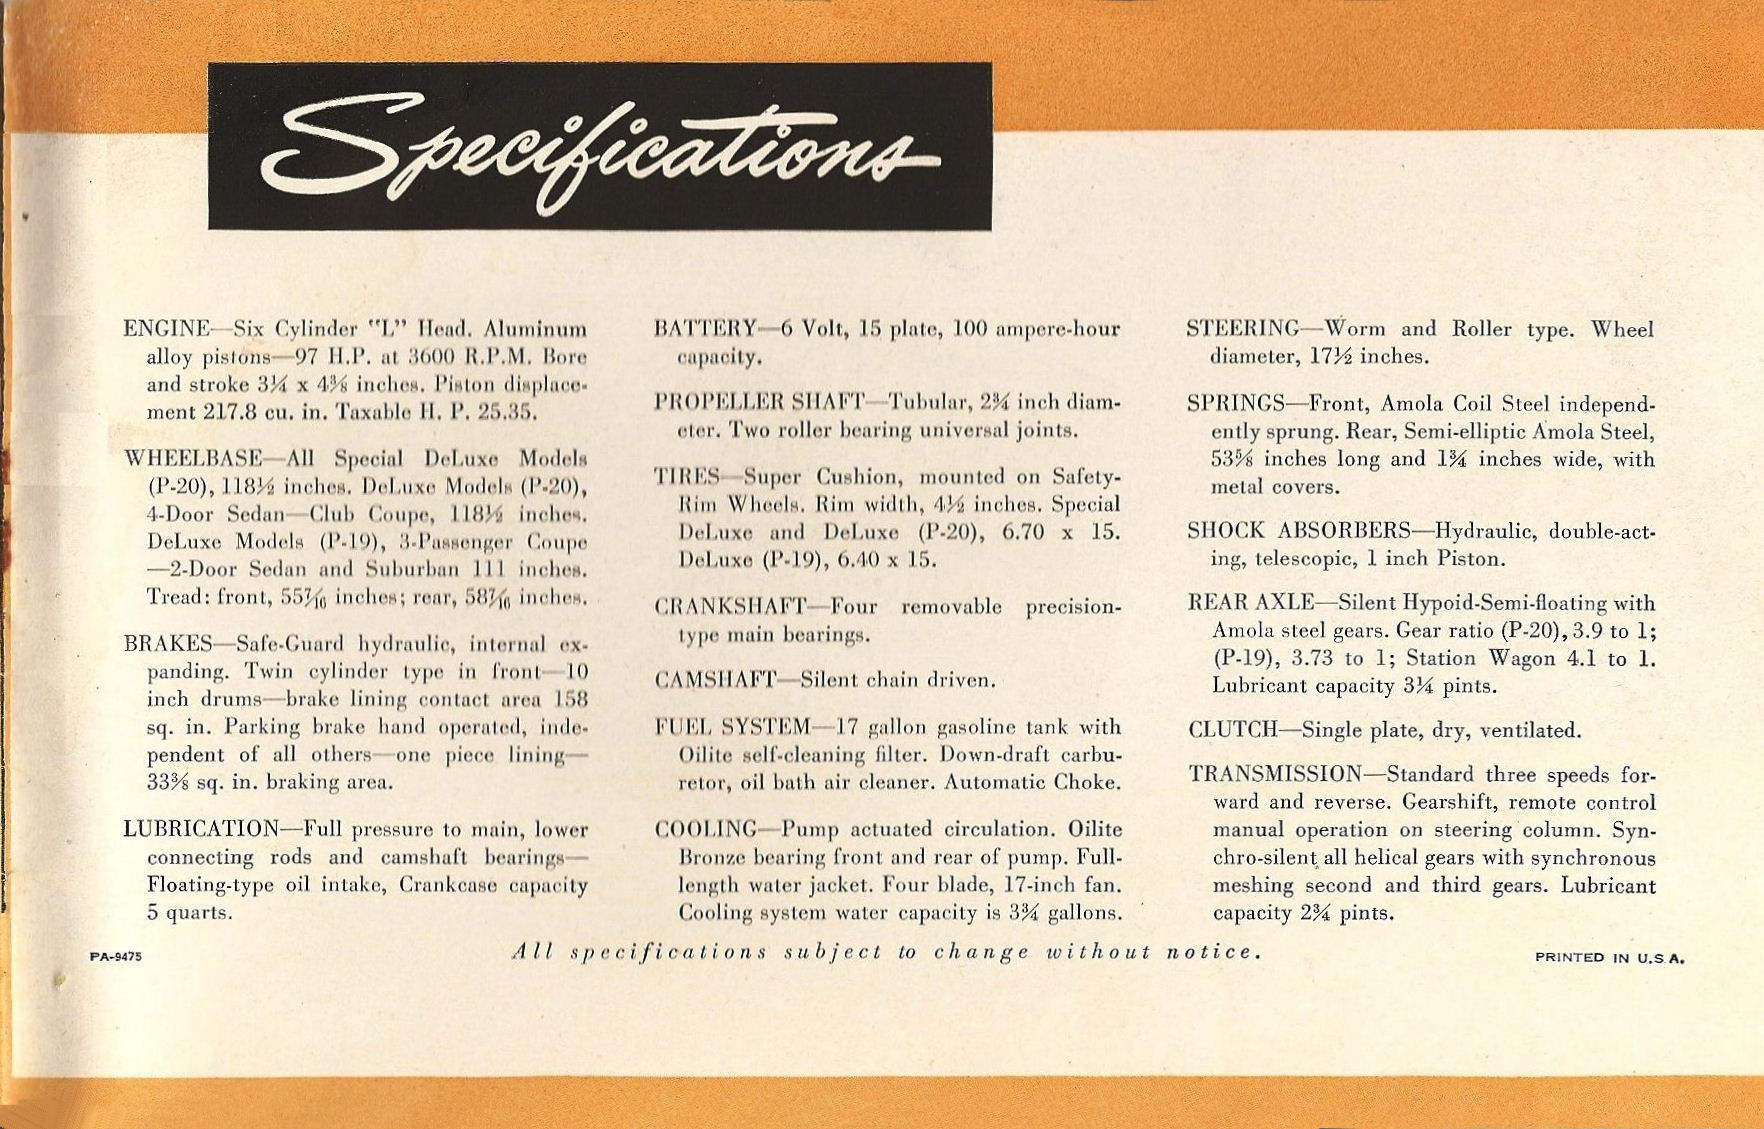 Specifications
ENGINE—Six Cylinder "L" Head. Aluminum
alloy pistons—97 H.P. at 3600 R.P.M. Bore
and stroke 3¼ x 4⅜ inches. Piston displace-
ment 217.8 cu. in. Taxable H. P. 25.35.
WHEELBASE—All Special DeLuxe Models
(P-20), 118½ inches. DeLuxe Models (P-20),
4-Door Sedan—Club Coupe, 118½ inches.
DeLuxe Models (P-19), 3-Passenger Coupe
—2-Door Sedan and Suburban 111 inches.
Tread: front, 55 7/16 inches; rear, 58 7/16 inches.
BRAKES—Safe-Guard hydraulic, internal ex-
panding. Twin cylinder type in front—10
inch drums—brake lining contact area 158
sq. in. Parking brake hand operated, inde-
pendent of all others—one piece lining—
33⅜ sq. in. braking area.
LUBRICATION—Full pressure to main, lower
connecting rods and camshaft bearings—
Floating-type oil intake, Crankcase capacity
5 quarts.
BATTERY—6 Volt, 15 plate, 100 ampere-hour
capacity.
PROPELLER SHAFT—Tubular, 2¾ inch diam-
eter. Two roller bearing universal joints.
TIRES—Super Cushion, mounted on Safety-
Rim Wheels. Rim width, 4½ inches. Special
DeLuxe and DeLuxe (P-20), 6.70 x 15.
DeLuxe (P-19), 6.40 x 15.
CRANKSHAFT—Four removable precision-
type main bearings.
CAMSHAFT—Silent chain driven.
FUEL SYSTEM—17 gallon gasoline tank with
Oilite self-cleaning filter. Down-draft carbu-
retor, oil bath air cleaner. Automatic Choke.
COOLING—Pump actuated circulation. Oilite
Bronze bearing front and rear of pump. Full-
length water jacket. Four blade, 17-inch fan.
Cooling system water capacity is 3¾ gallons.
STEERING—Worm and Roller type. Wheel
diameter, 17½ inches.
SPRINGS—Front, Amola Coil Steel independ-
ently sprung. Rear, Semi-elliptic Amola Steel,
53⅝ inches long and 1¾ inches wide, with
metal covers.
SHOCK ABSORBERS—Hydraulic, double-act-
ing, telescopic, 1 inch Piston.
REAR AXLE—Silent Hypoid-Semi-floating with
Amola steel gears. Gear ratio (P-20), 3.9 to 1;
(P-19), 3.73 to 1; Station Wagon 4.1 to 1.
Lubricant capacity 3¼ pints.
CLUTCH—Single plate, dry, ventilated.
TRANSMISSION—Standard three speeds for-
ward and reverse. Gearshift, remote control
manual operation on steering column. Syn-
chro-silent all helical gears with synchronous
meshing second and third gears. Lubricant
capacity 2¾ pints.
PA-9475
All specifications subject to change without notice.
PRINTED IN U.S.A.